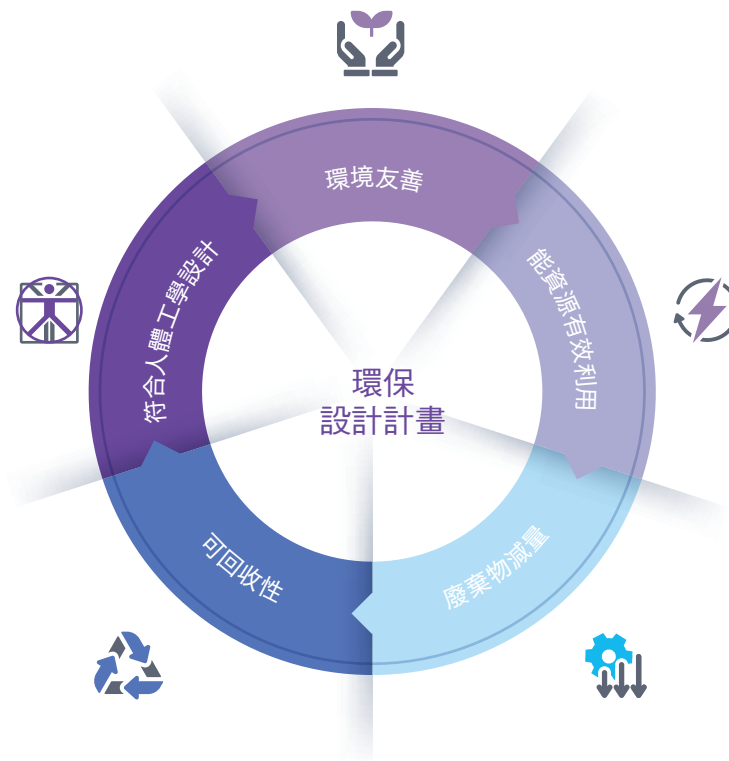 環境友善
能資源有效利用
廢棄物減量
可回收性
符合人體工學設計
環保
設計計畫